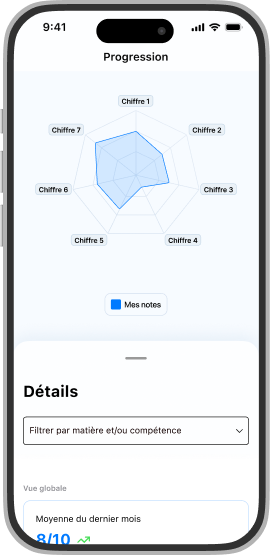 9:41
Progression
Chiffre 1
Chiffre 7
Chiffre 2
Chiffre 6
Chiffre 3
Chiffre 5
Chiffre 4
Mes notes
Détails
Filtrer par matière et/ou compétence
Vue globale
Moyenne du dernier mois
8/10